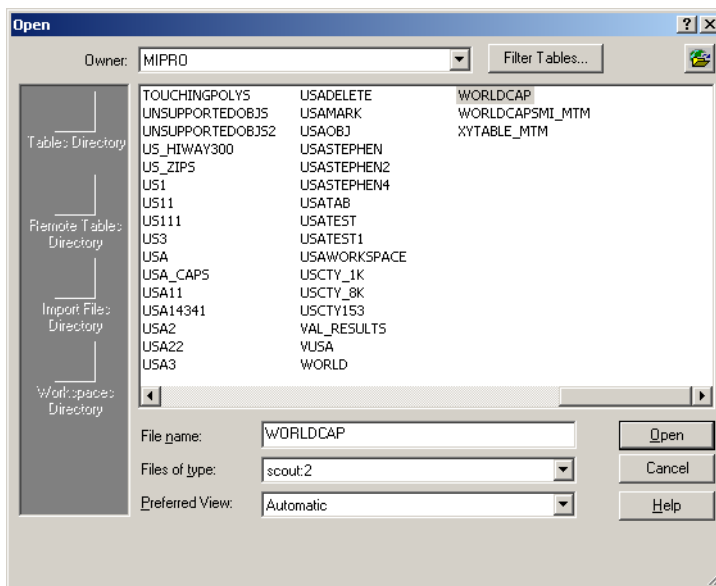 Open
Owner: MIPRO Filter Tables...
Tables Directory
Remote Tables
Directory
Import Files
Directory
Workspaces
Directory
TOUCHINGPOLYS
UNSUPPORTEDOBJS
UNSUPPORTEDOBJS2
US_HIWAY300
US_ZIPS
US1
US11
US111
US3
USA
USA_CAPS
USA11
USA14341
USA2
USA22
USA3
USADELETE
USAMARK
USAOBJ
USASTEPHEN
USASTEPHEN2
USASTEPHEN4
USATAB
USATEST
USATEST1
USAWORKSPACE
USCTY_1K
USCTY_8K
USCTY153
VAL_RESULTS
VUSA
WORLD
WORLDCAP
WORLDCAPSMI_MTM
XYTABLE_MTM
File name: WORLDCAP Open
Files of type: scout:2 Cancel
Preferred View: Automatic Help